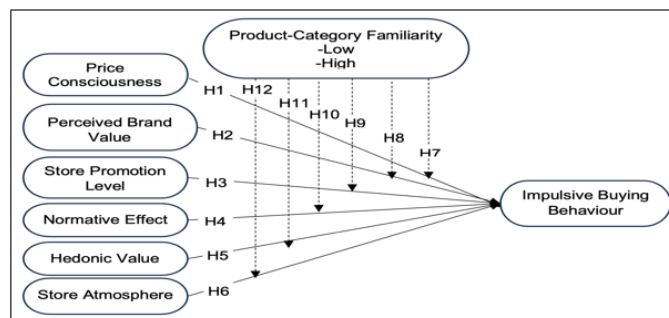 Product-Category Familiarity
-Low
-High
Price
Consciousness
H1
H12
H11
H10
H9
H8
H7
Perceived Brand
Value
H2
Store Promotion
Level
H3
Impulsive Buying
Behaviour
Normative Effect
H4
Hedonic Value
H5
Store Atmosphere
H6